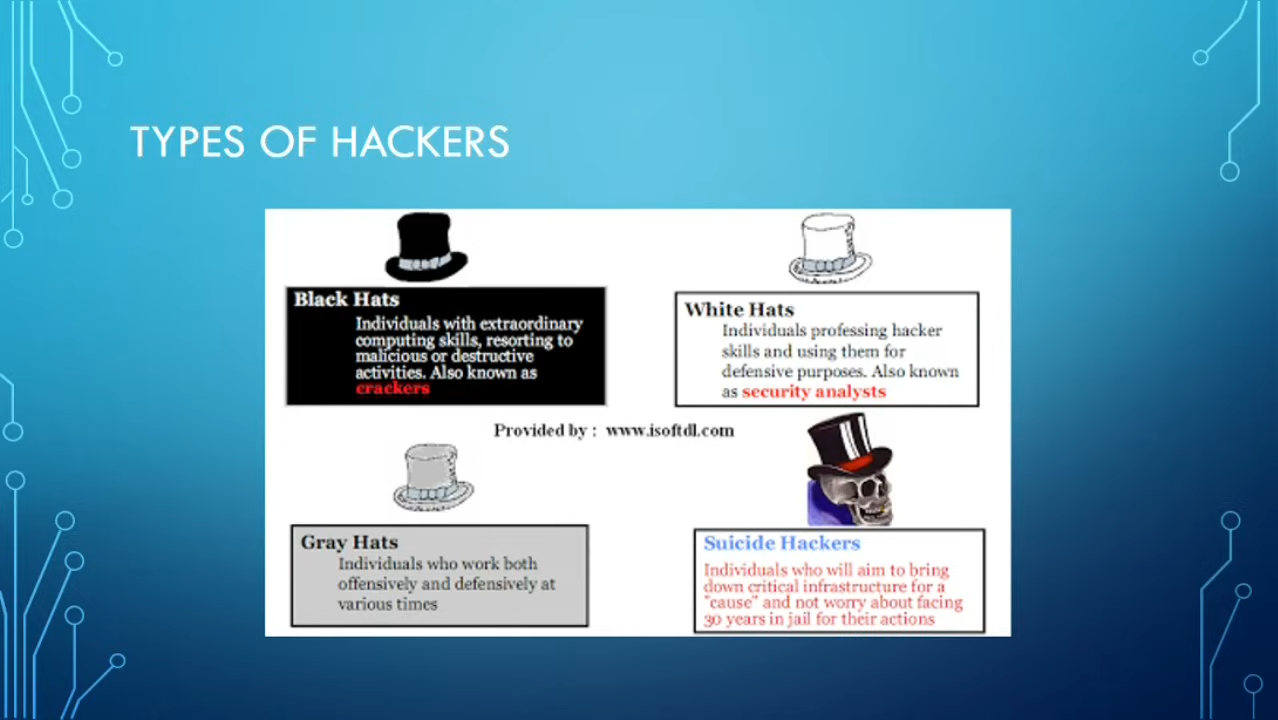 TYPES OF HACKERS
Black Hats
Individuals with extraordinary
computing skills, resorting to
malicious or destructive
activities. Also known as
crackers
White Hats
Individuals professing hacker
skills and using them for
defensive purposes. Also known
as security analysts
Provided by : www.isoftdl.com
Gray Hats
Individuals who work both
offensively and defensively at
various times
Suicide Hackers
Individuals who will aim to bring
down critical infrastructure for a
"cause" and not worry about facing
30 years in jail for their actions